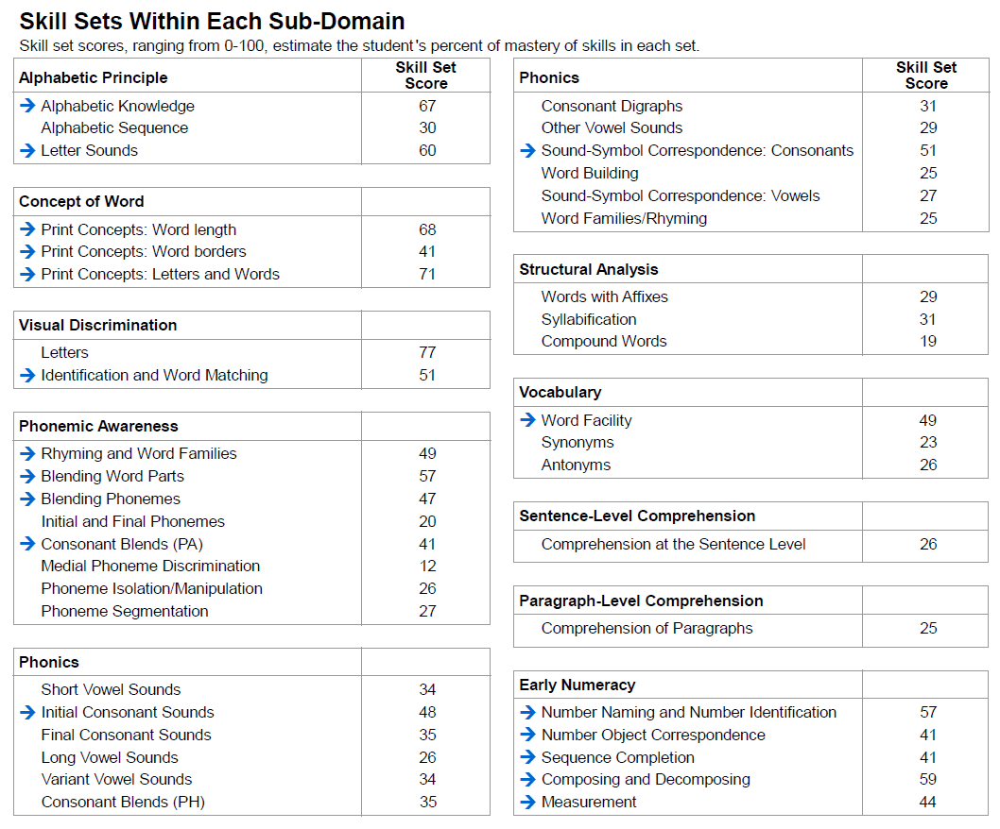 Skill Sets Within Each Sub-Domain
Skill set scores, ranging from 0-100, estimate the student's percent of mastery of skills in each set.
Alphabetic Principle Skill Set Score
→ Alphabetic Knowledge 67
Alphabetic Sequence 30
→ Letter Sounds 60
Concept of Word
→ Print Concepts: Word length 68
→ Print Concepts: Word borders 41
→ Print Concepts: Letters and Words 71
Visual Discrimination
Letters 77
→ Identification and Word Matching 51
Phonemic Awareness
→ Rhyming and Word Families 49
→ Blending Word Parts 57
→ Blending Phonemes 47
Initial and Final Phonemes 20
→ Consonant Blends (PA) 41
Medial Phoneme Discrimination 12
Phoneme Isolation/Manipulation 26
Phoneme Segmentation 27
Phonics
Short Vowel Sounds 34
→ Initial Consonant Sounds 48
Final Consonant Sounds 35
Long Vowel Sounds 26
Variant Vowel Sounds 34
Consonant Blends (PH) 35
Phonics Skill Set Score
Consonant Digraphs 31
Other Vowel Sounds 29
→ Sound-Symbol Correspondence: Consonants 51
Word Building 25
Sound-Symbol Correspondence: Vowels 27
Word Families/Rhyming 25
Structural Analysis
Words with Affixes 29
Syllabification 31
Compound Words 19
Vocabulary
→ Word Facility 49
Synonyms 23
Antonyms 26
Sentence-Level Comprehension
Comprehension at the Sentence Level 26
Paragraph-Level Comprehension
Comprehension of Paragraphs 25
Early Numeracy
→ Number Naming and Number Identification 57
→ Number Object Correspondence 41
→ Sequence Completion 41
→ Composing and Decomposing 59
→ Measurement 44